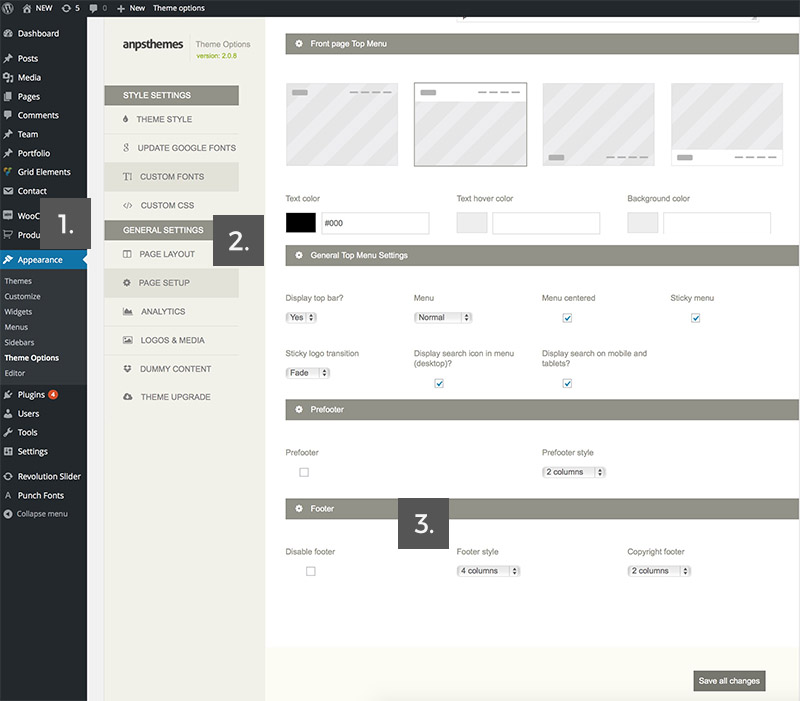 NEW 5 0 + New Theme options
Dashboard
Posts
Media
Pages
Comments
Team
Portfolio
Grid Elements
Contact
WooC
Produ
1.
Appearance
Themes
Customize
Widgets
Menus
Sidebars
Theme Options
Editor
Plugins 4
Users
Tools
Settings
Revolution Slider
A Punch Fonts
Collapse menu
anpsthemes
Theme Options
version: 2.0.8
STYLE SETTINGS
THEME STYLE
UPDATE GOOGLE FONTS
CUSTOM FONTS
CUSTOM CSS
GENERAL SETTINGS
2.
PAGE LAYOUT
PAGE SETUP
ANALYTICS
LOGOS & MEDIA
DUMMY CONTENT
THEME UPGRADE
Front page Top Menu
Text color Text hover color Background color
#000
General Top Menu Settings
Display top bar? Menu Menu centered Sticky menu
Yes Normal
Sticky logo transition Display search icon in menu Display search on mobile and
(desktop)? tablets?
Fade
Prefooter
Prefooter Prefooter style
2 columns
Footer
3.
Disable footer Footer style Copyright footer
4 columns 2 columns
Save all changes